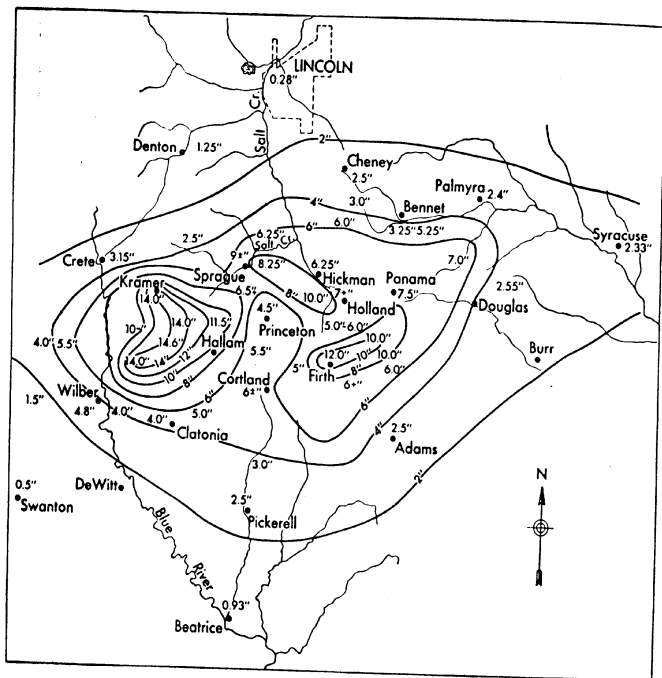 LINCOLN
0.28"
Salt Cr.
2"
Denton
1.25"
Cheney
2.5"
Palmyra
2.4"
4"
3.0"
Bennet
3.25" 5.25"
6.25"
6"
6.0"
Salt Cr.
2.5"
Syracuse
2.33"
7.0"
Crete
3.15"
9±"
Sprague
8.25"
6.25"
Hickman
Panama
7.5"
2.55"
Kramer
14.0"
6.5"
8"
10.0"
7+"
Holland
Douglas
4.5"
Princeton
5.0" 6.0"
14.0"
11.5"
14.6"
Hallam
5.5"
5"
10.0"
12.0"
10"
10.0"
Burr
4.0"
5.5"
14.0"
14"
12"
10"
8"
Firth
8"
6.0"
6+"
Cortland
6±"
6"
5.0"
6"
Wilber
1.5"
4.8"
4.0"
4.0"
Clatonia
4"
2.5"
Adams
0.5"
Swanton
DeWitt
3.0"
2"
N
2.5"
Pickerell
Blue River
0.93"
Beatrice